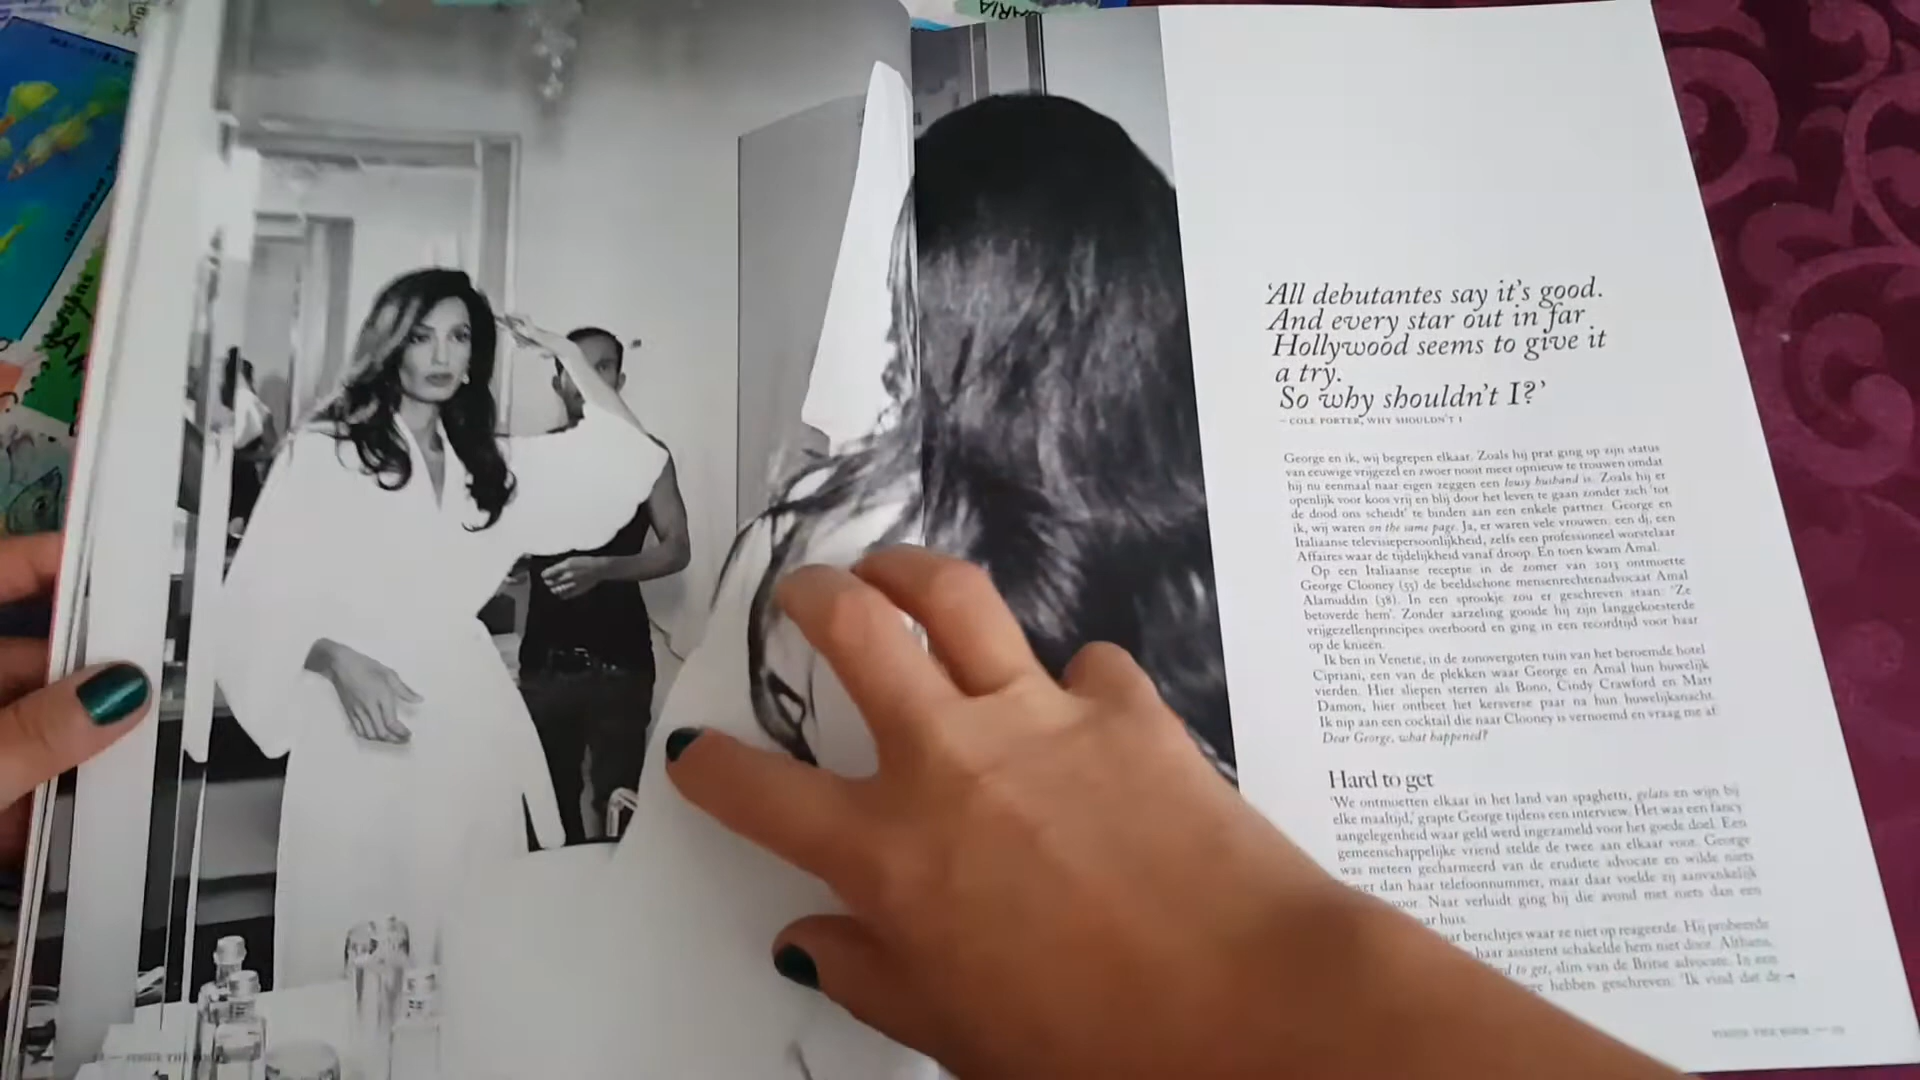 'All debutantes say it's good.
And every star out in far
Hollywood seems to give it
a try.
So why shouldn't I?'
– COLE PORTER, WHY SHOULDN'T I
George en ik, wij begrepen elkaar. Zoals hij prat ging op zijn status
van eeuwige vrijgezel en zwoer nooit meer opnieuw te trouwen omdat
hij nu eenmaal naar eigen zeggen een lousy husband is. Zoals hij er
openlijk voor koos vrij en blij door het leven te gaan zonder zich 'tot
de dood ons scheidt' te binden aan een enkele partner. George en
ik, wij waren on the same page. Ja, er waren vele vrouwen: een dj, een
Italiaanse televisiepersoonlijkheid, zelfs een professioneel worstelaar.
Affaires waar de tijdelijkheid vanaf droop. En toen kwam Amal.
Op een Italiaanse receptie in de zomer van 2013 ontmoette
George Clooney (55) de beeldschone mensenrechtenadvocaat Amal
Alamuddin (38). In een sprookje zou er geschreven staan: 'Ze
betoverde hem'. Zonder aarzeling gooide hij zijn langgekoesterde
vrijgezellenprincipes overboord en ging in een recordtijd voor haar
op de knieën.
Ik ben in Venetië, in de zonovergoten tuin van het beroemde hotel
Cipriani, een van de plekken waar George en Amal hun huwelijk
vierden. Hier sliepen sterren als Bono, Cindy Crawford en Matt
Damon, hier ontbeet het kersverse paar na hun huwelijksnacht.
Ik nip aan een cocktail die naar Clooney is vernoemd en vraag me af:
Dear George, what happened?
Hard to get
'We ontmoetten elkaar in het land van spaghetti, gelato en wijn bij
elke maaltijd,' grapte George tijdens een interview. Het was een fancy
aangelegenheid waar geld werd ingezameld voor het goede doel. Een
gemeenschappelijke vriend stelde de twee aan elkaar voor. George
was meteen gecharmeerd van de erudiete advocate en wilde niets
dan haar telefoonnummer, maar daar voelde zij aanvankelijk
voor. Naar verluidt ging hij die avond met niets dan een
huis.
berichtjes waar ze niet op reageerde. Hij probeerde
haar assistent schakelde hem niet door. Althans,
to get, slim van de Britse advocate. In een
hebben geschreven: 'Ik vind dat de →